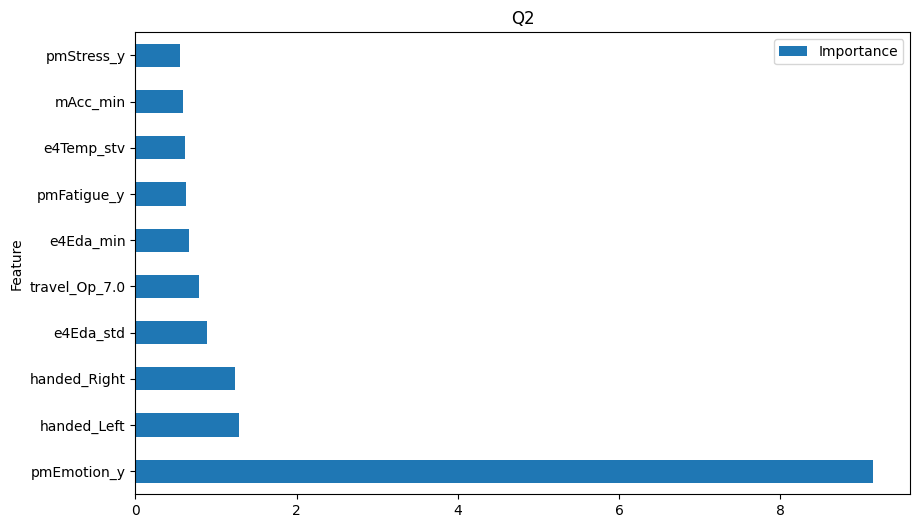 Q2
Importance
Feature
pmStress_y
mAcc_min
e4Temp_stv
pmFatigue_y
e4Eda_min
travel_Op_7.0
e4Eda_std
handed_Right
handed_Left
pmEmotion_y
0 2 4 6 8